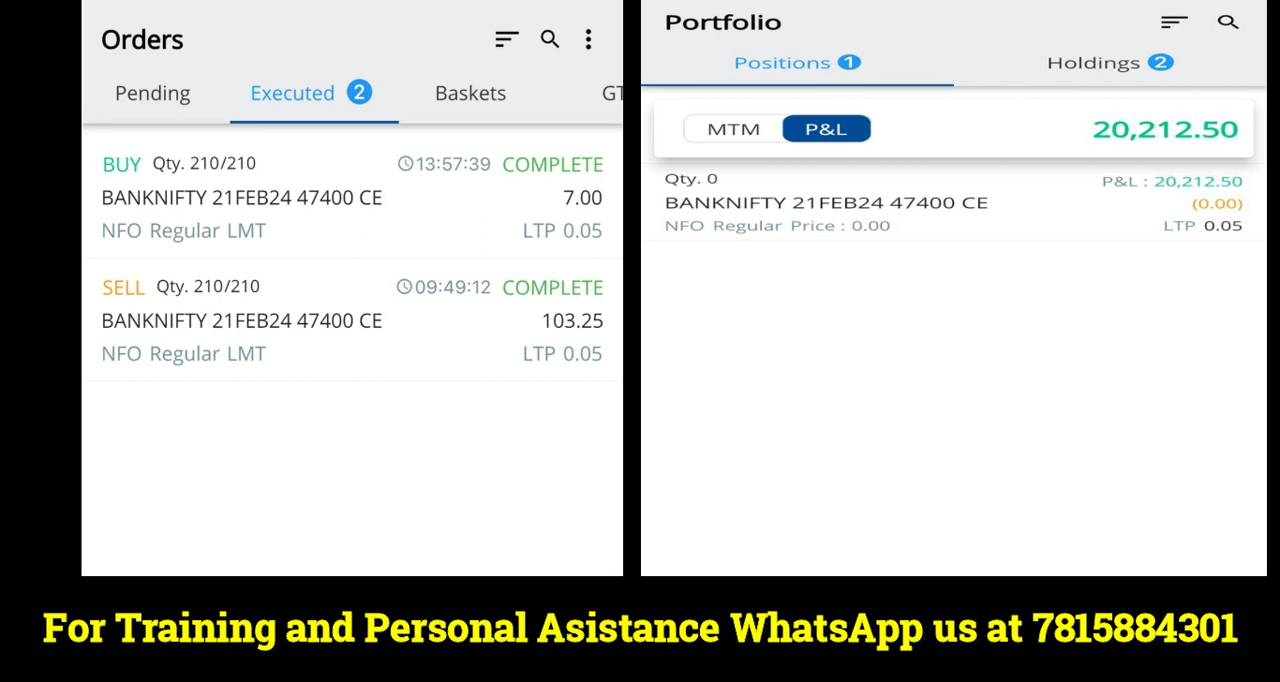 Orders
Pending Executed 2 Baskets GT
BUY Qty. 210/210 13:57:39 COMPLETE
BANKNIFTY 21FEB24 47400 CE 7.00
NFO Regular LMT LTP 0.05
SELL Qty. 210/210 09:49:12 COMPLETE
BANKNIFTY 21FEB24 47400 CE 103.25
NFO Regular LMT LTP 0.05
Portfolio
Positions 1 Holdings 2
MTM P&L 20,212.50
Qty. 0 P&L : 20,212.50
BANKNIFTY 21FEB24 47400 CE (0.00)
NFO Regular Price : 0.00 LTP 0.05
For Training and Personal Asistance WhatsApp us at 7815884301